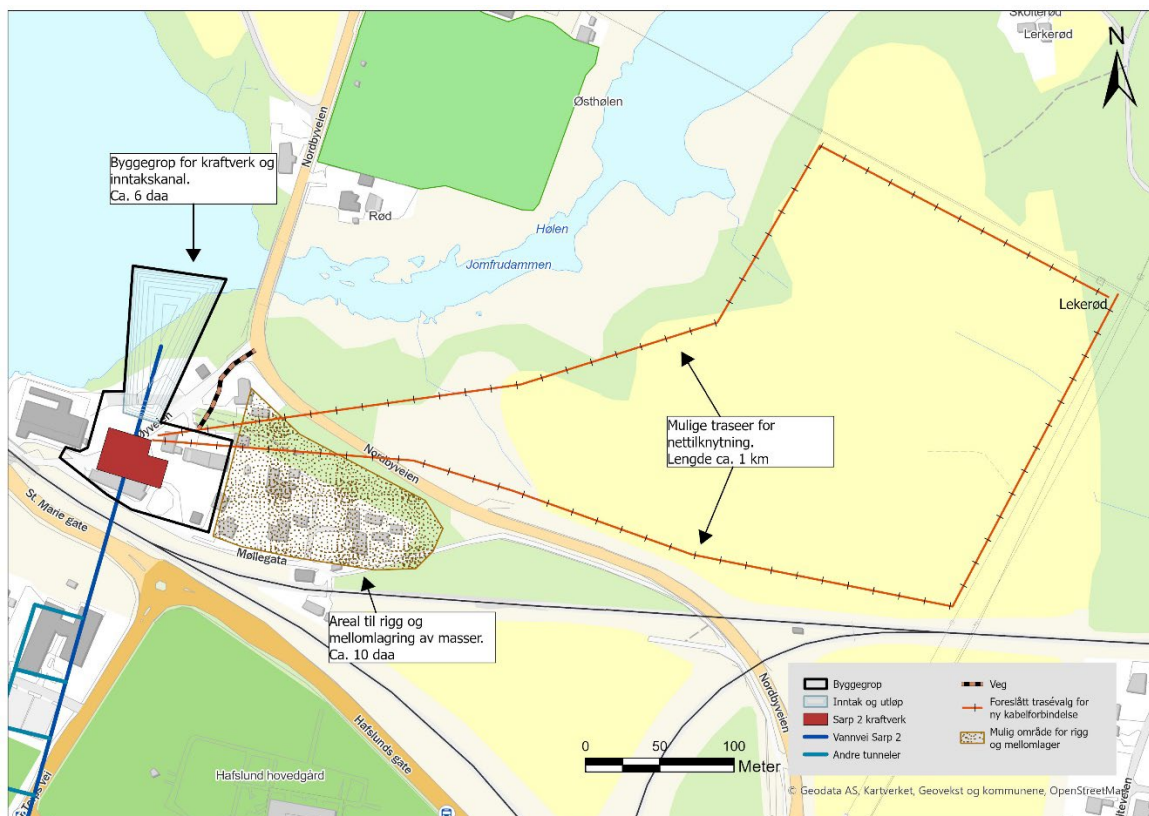 Skolterød
Lerkerød
N
Østhølen
Nordbyveien
Byggegrop for kraftverk og
inntakskanal.
Ca. 6 daa
Rød
Hølen
Jomfrudammen
Lekerød
Mulige traseer for
nettilknytning.
Lengde ca. 1 km
Nordbyveien
St. Marie gate
Møllegata
Areal til rigg og
mellomlagring av masser.
Ca. 10 daa
Nordbyveien
Hafslunds gate
Hafslund hovedgård
0 50 100
Meter
Byggegrop
Inntak og utløp
Sarp 2 kraftverk
Vannvei Sarp 2
Andre tunneler
Veg
Foreslått trasévalg for
ny kabelforbindelse
Mulig område for rigg
og mellomlager
© Geodata AS, Kartverket, Geovekst og kommunene, OpenStreetMap